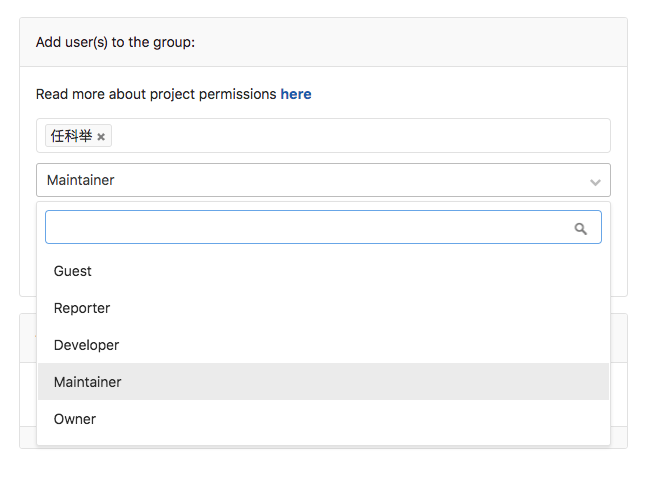 Add user(s) to the group:
Read more about project permissions here
任科举 ×
Maintainer
Guest
Reporter
Developer
Maintainer
Owner